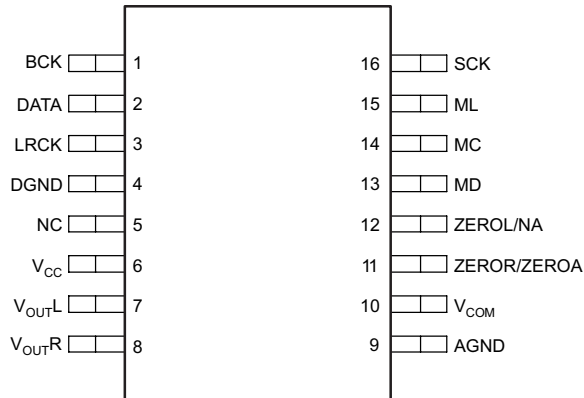 BCK 1 16 SCK
DATA 2 15 ML
LRCK 3 14 MC
DGND 4 13 MD
NC 5 12 ZEROL/NA
VCC 6 11 ZEROR/ZEROA
VOUTL 7 10 VCOM
VOUTR 8 9 AGND